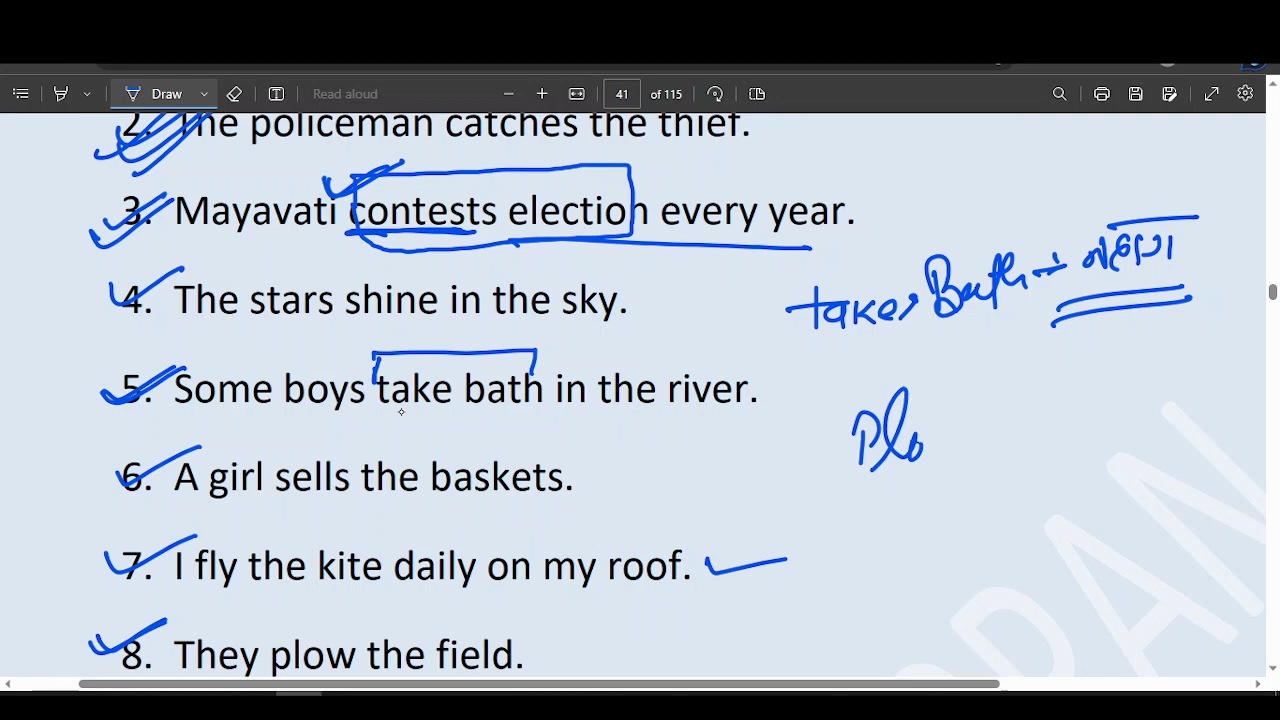 Draw
Read aloud
41 of 115
2. The policeman catches the thief.
3. Mayavati contests election every year.
take Bath → नहाना
4. The stars shine in the sky.
5. Some boys take bath in the river.
Plo
6. A girl sells the baskets.
7. I fly the kite daily on my roof.
8. They plow the field.